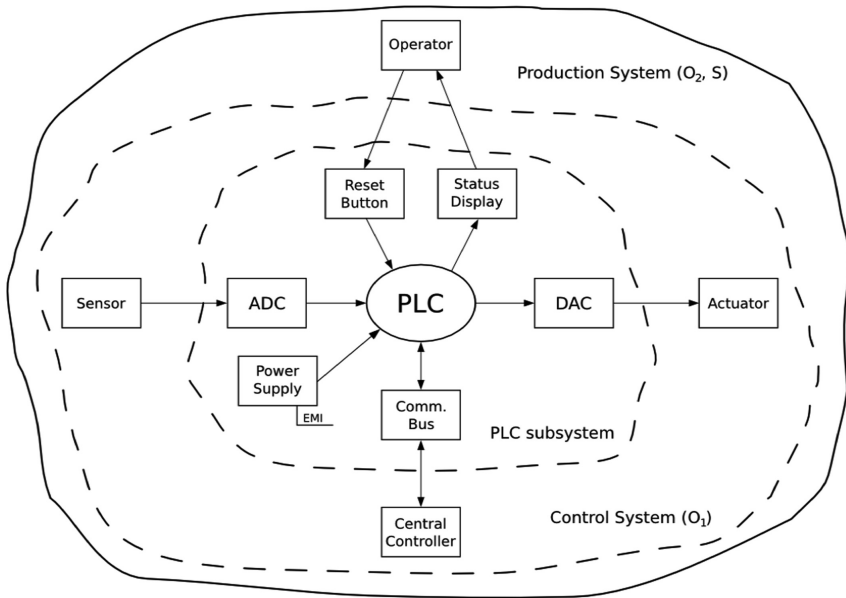 Operator
Production System (O₂, S)
Reset
Button
Status
Display
Sensor
ADC
PLC
DAC
Actuator
Power
Supply
EMI
Comm.
Bus
PLC subsystem
Central
Controller
Control System (O₁)